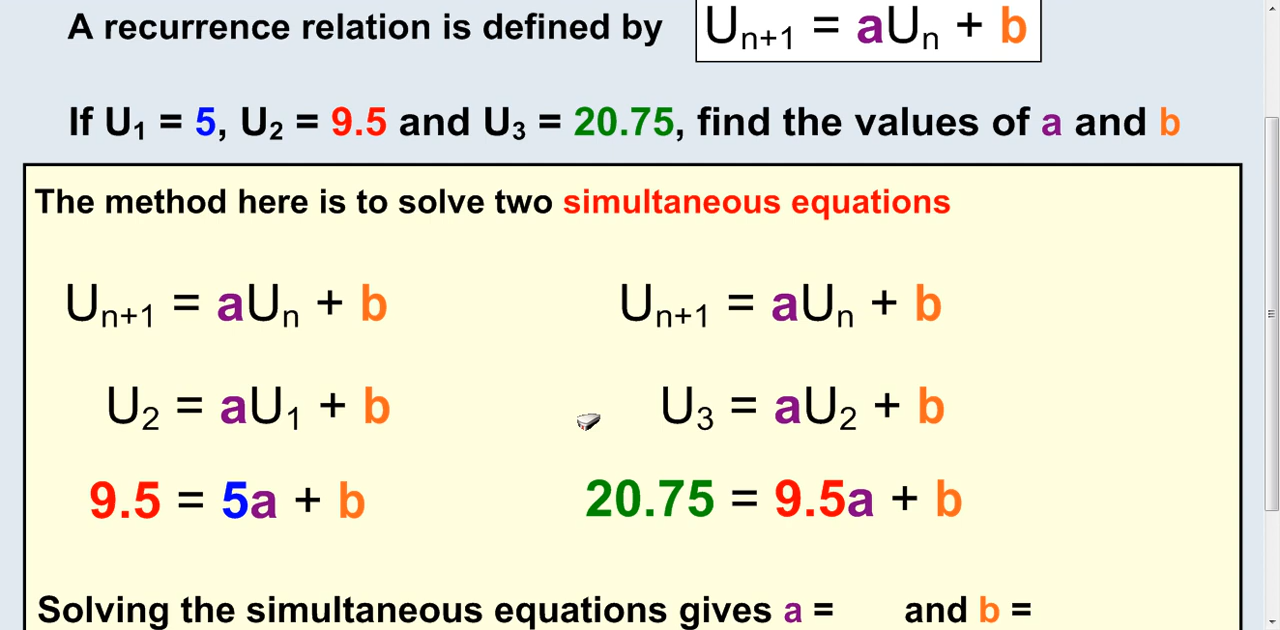 A recurrence relation is defined by Uₙ₊₁ = aUₙ + b
If U₁ = 5, U₂ = 9.5 and U₃ = 20.75, find the values of a and b
The method here is to solve two simultaneous equations
Uₙ₊₁ = aUₙ + b Uₙ₊₁ = aUₙ + b
U₂ = aU₁ + b U₃ = aU₂ + b
9.5 = 5a + b 20.75 = 9.5a + b
Solving the simultaneous equations gives a = and b =